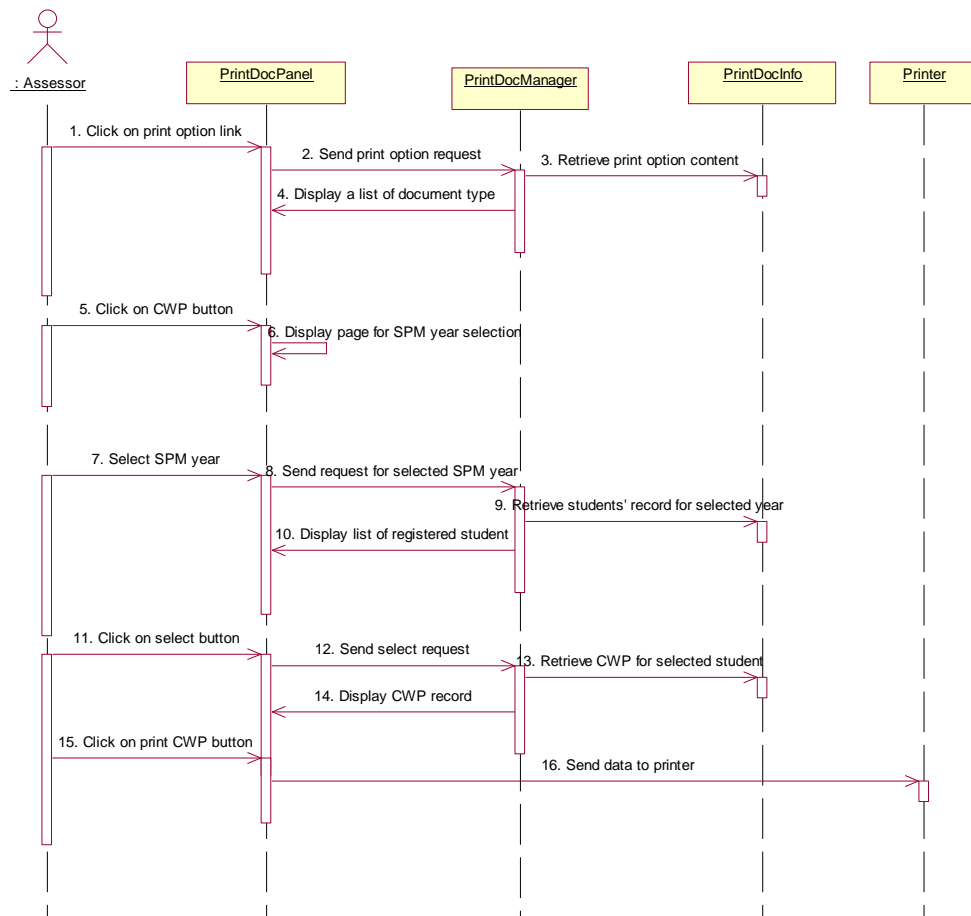 : Assessor
PrintDocPanel
PrintDocManager
PrintDocInfo
Printer
1. Click on print option link
2. Send print option request
3. Retrieve print option content
4. Display a list of document type
5. Click on CWP button
6. Display page for SPM year selection
7. Select SPM year
8. Send request for selected SPM year
9. Retrieve students' record for selected year
10. Display list of registered student
11. Click on select button
12. Send select request
13. Retrieve CWP for selected student
14. Display CWP record
15. Click on print CWP button
16. Send data to printer